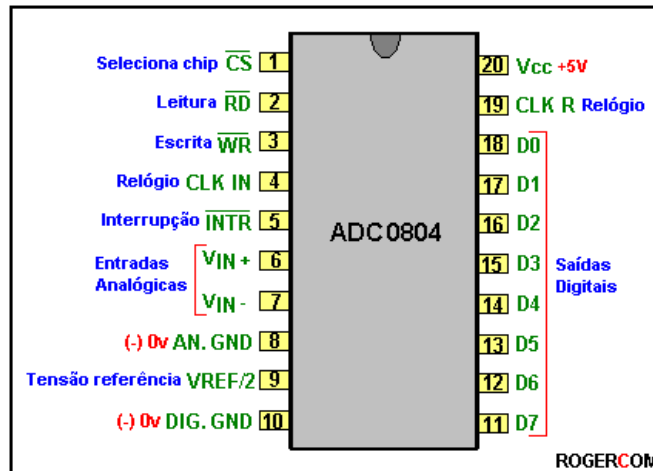 Seleciona chip CS 1
Leitura RD 2
Escrita WR 3
Relógio CLK IN 4
Interrupção INTR 5
Entradas
Analógicas
VIN + 6
VIN - 7
(-) 0v AN. GND 8
Tensão referência VREF/2 9
(-) 0v DIG. GND 10
ADC0804
20 Vcc +5V
19 CLK R Relógio
18 D0
17 D1
16 D2
15 D3
14 D4
13 D5
12 D6
11 D7
Saídas
Digitais
ROGERCOM